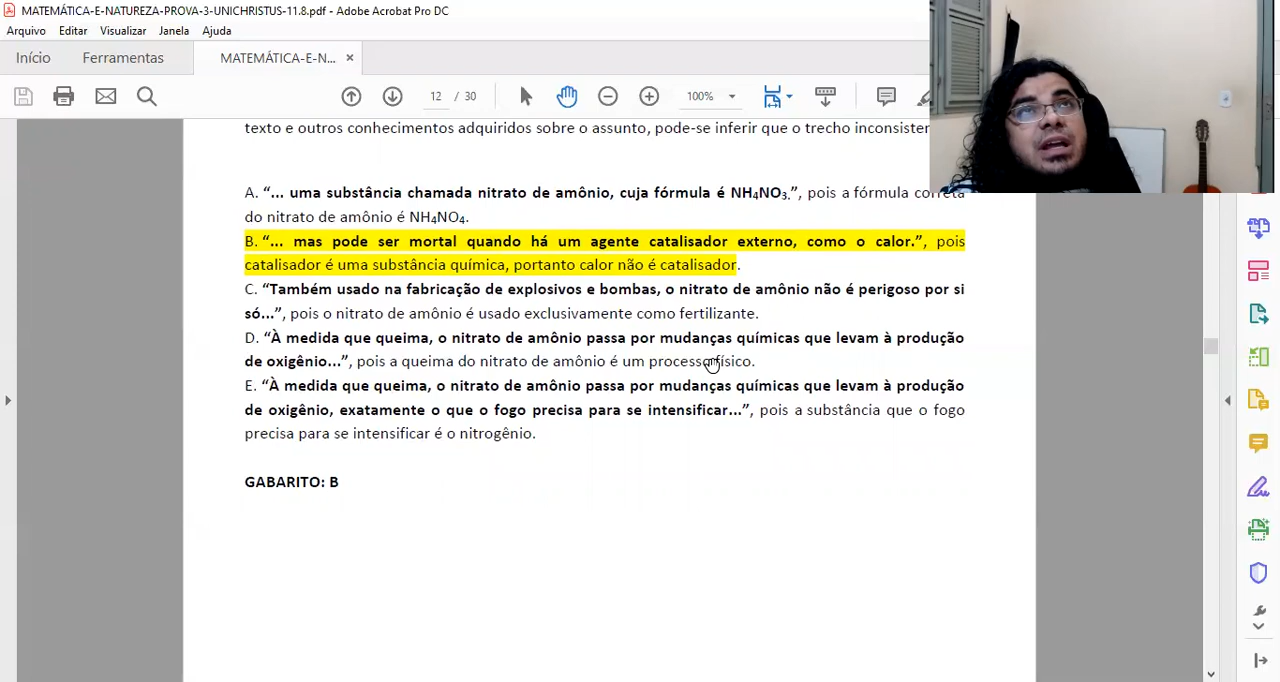 MATEMÁTICA-E-NATUREZA-PROVA-3-UNICHRISTUS-11.8.pdf - Adobe Acrobat Pro DC
Arquivo Editar Visualizar Janela Ajuda
Início Ferramentas MATEMÁTICA-E-N... ×
12 / 30 100%
texto e outros conhecimentos adquiridos sobre o assunto, pode-se inferir que o trecho
A. “... uma substância chamada nitrato de amônio, cuja fórmula é NH₄NO₃.”, pois a fórmula correta
do nitrato de amônio é NH₄NO₄.
B. “... mas pode ser mortal quando há um agente catalisador externo, como o calor.”, pois
catalisador é uma substância química, portanto calor não é catalisador.
C. “Também usado na fabricação de explosivos e bombas, o nitrato de amônio não é perigoso por si
só...”, pois o nitrato de amônio é usado exclusivamente como fertilizante.
D. “À medida que queima, o nitrato de amônio passa por mudanças químicas que levam à produção
de oxigênio...”, pois a queima do nitrato de amônio é um processo físico.
E. “À medida que queima, o nitrato de amônio passa por mudanças químicas que levam à produção
de oxigênio, exatamente o que o fogo precisa para se intensificar...”, pois a substância que o fogo
precisa para se intensificar é o nitrogênio.
GABARITO: B